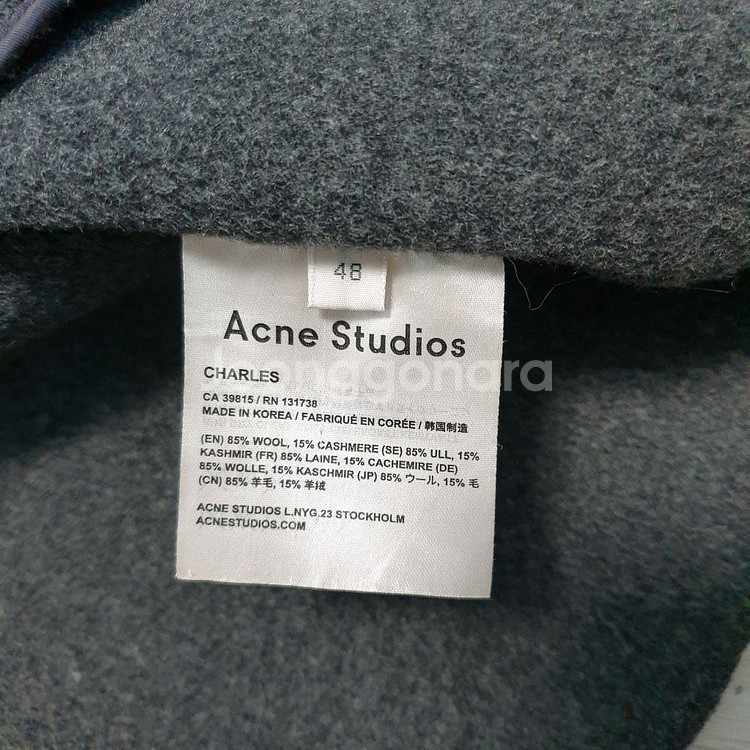 48
Acne Studios
CHARLES
CA 39815 / RN 131738
MADE IN KOREA / FABRIQUÉ EN CORÉE / 韩国制造
(EN) 85% WOOL, 15% CASHMERE (SE) 85% ULL, 15%
KASHMIR (FR) 85% LAINE, 15% CACHEMIRE (DE)
85% WOLLE, 15% KASCHMIR (JP) 85% ウール, 15% 毛
(CN) 85% 羊毛, 15% 羊绒
ACNE STUDIOS L.NYG.23 STOCKHOLM
ACNESTUDIOS.COM
joonggonara